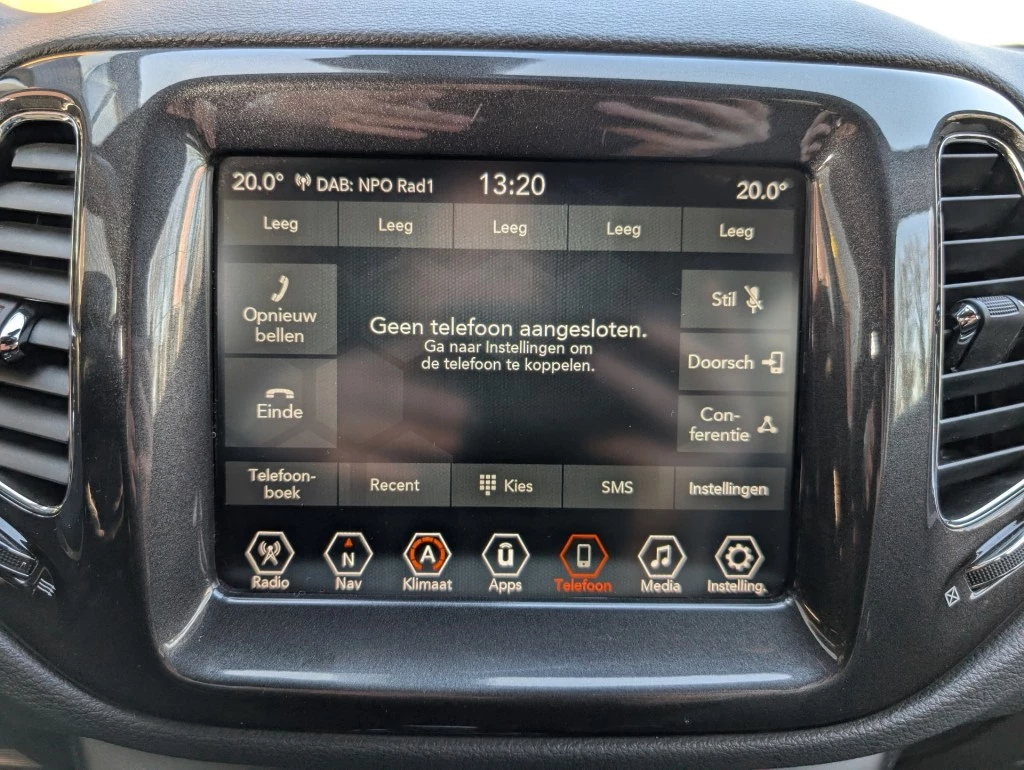 20.0° DAB: NPO Rad1 13:20 20.0°
Leeg Leeg Leeg Leeg Leeg
Opnieuw
bellen
Geen telefoon aangesloten.
Ga naar Instellingen om
de telefoon te koppelen.
Stil
Doorsch
Einde
Con-
ferentie
Telefoon-
boek
Recent
Kies
SMS
Instellingen
N
A
Radio Nav Klimaat Apps Telefoon Media Instelling.